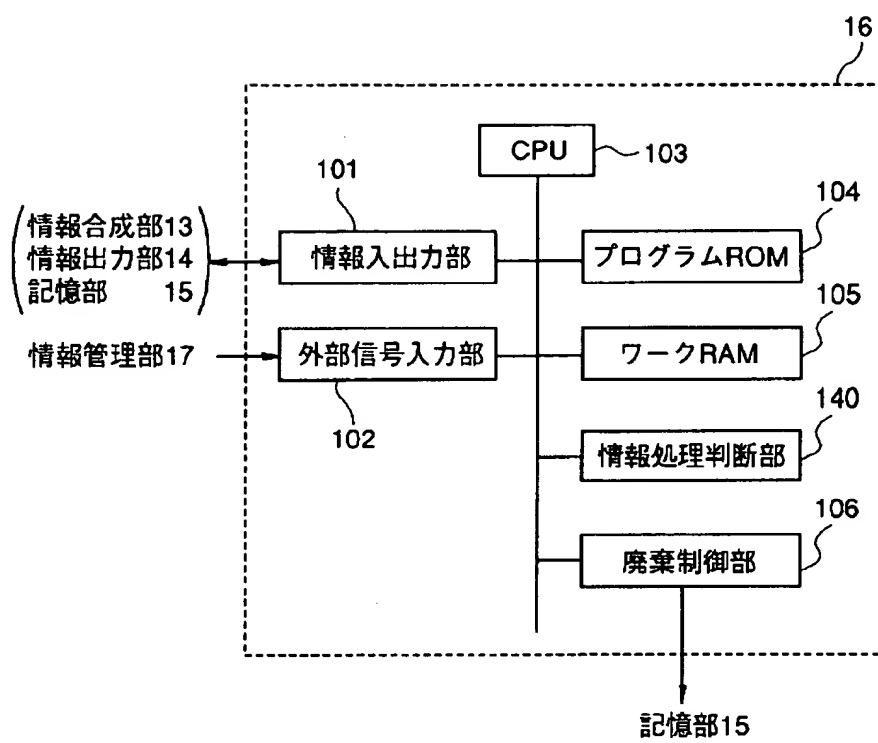 16
CPU
103
101
104
情報合成部13
情報出力部14
記憶部 15
情報入出力部
プログラムROM
105
情報管理部17
外部信号入力部
ワークRAM
102
140
情報処理判断部
106
廃棄制御部
記憶部15